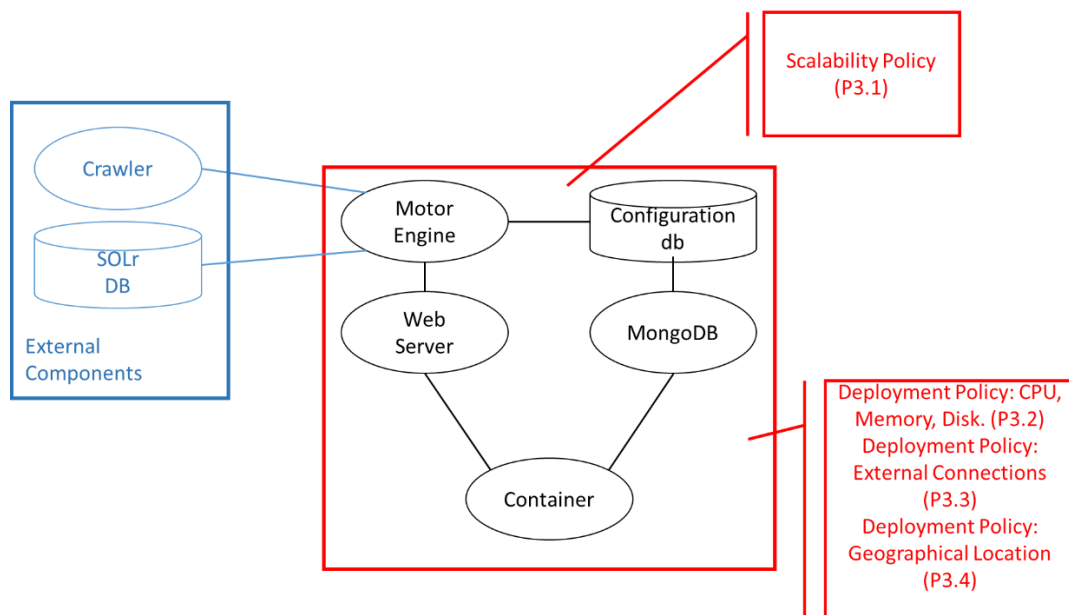 Scalability Policy
(P3.1)
Crawler
SOLr
DB
External
Components
Motor
Engine
Configuration
db
Web
Server
MongoDB
Container
Deployment Policy: CPU,
Memory, Disk. (P3.2)
Deployment Policy:
External Connections
(P3.3)
Deployment Policy:
Geographical Location
(P3.4)